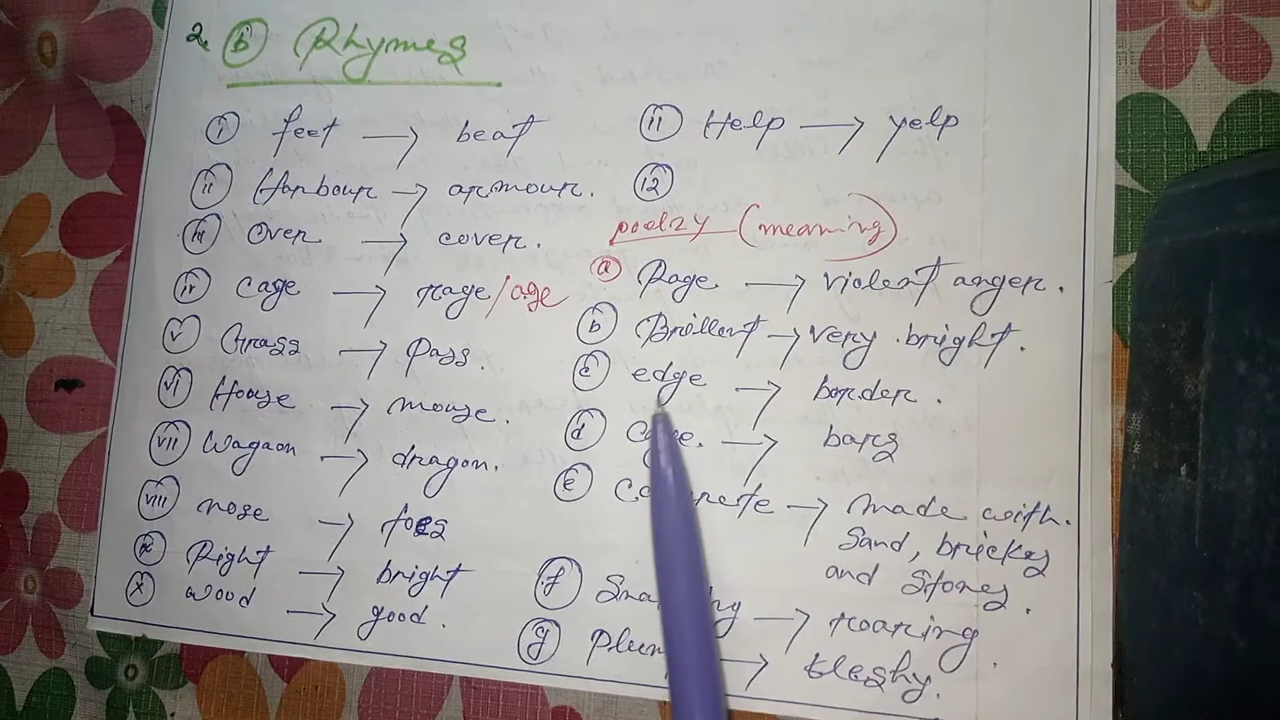 2. b Rhymes
i feet → beat
ii Harbour → armour.
iii Over → cover.
iv cage → rage/age
v Grass → pass.
vi House → mouse.
vii Wagaon → dragon.
viii nose → foes
ix Right → bright
x wood → good.
11 Help → yelp
12
poetry (meaning)
a Rage → violent anger.
b Brillent → very bright.
c edge → border.
d → bars
e → made with.
Sand, brickes
and Stones.
f → roaring
g → fleshy.